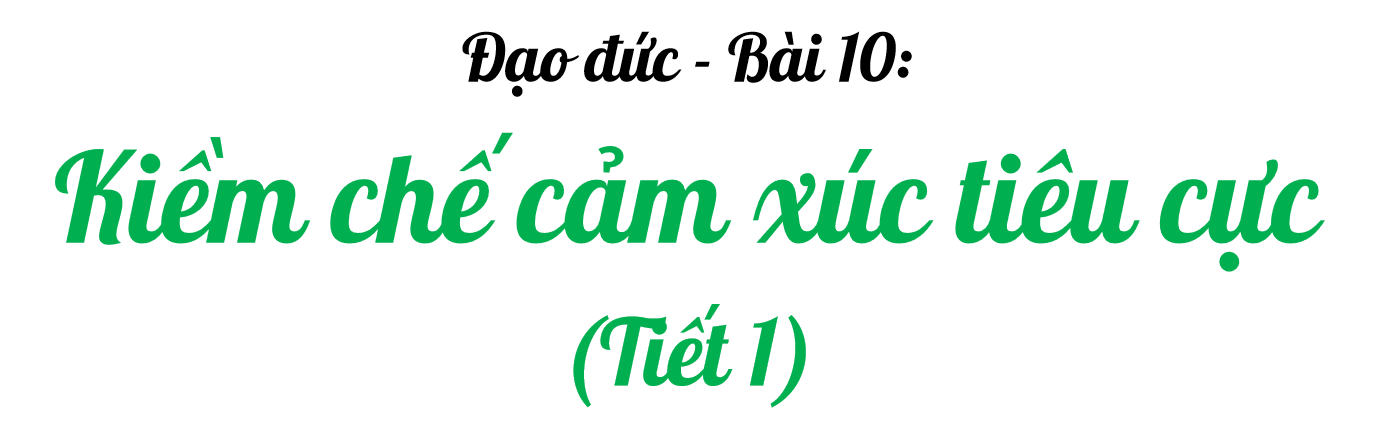 Đạo đức - Bài 10:
Kiềm chế cảm xúc tiêu cực
(Tiết 1)